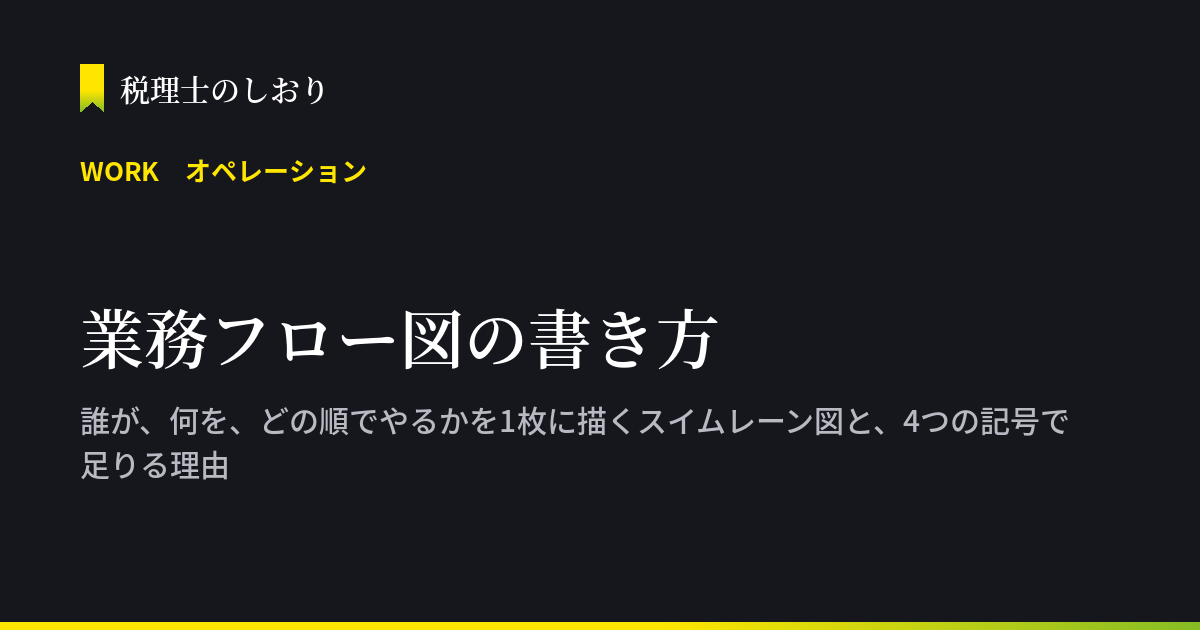 税理士のしおり
WORK　オペレーション
業務フロー図の書き方
誰が、何を、どの順でやるかを1枚に描くスイムレーン図と、4つの記号で
足りる理由